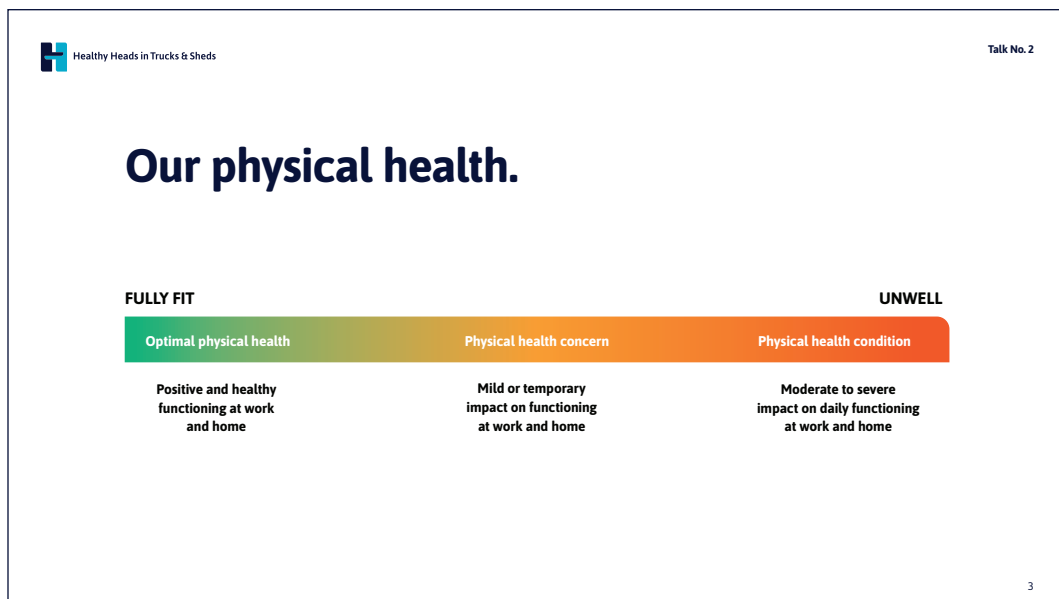 Healthy Heads in Trucks & Sheds
Talk No. 2
Our physical health.
FULLY FIT
UNWELL
Optimal physical health
Physical health concern
Physical health condition
Positive and healthy
functioning at work
and home
Mild or temporary
impact on functioning
at work and home
Moderate to severe
impact on daily functioning
at work and home
3